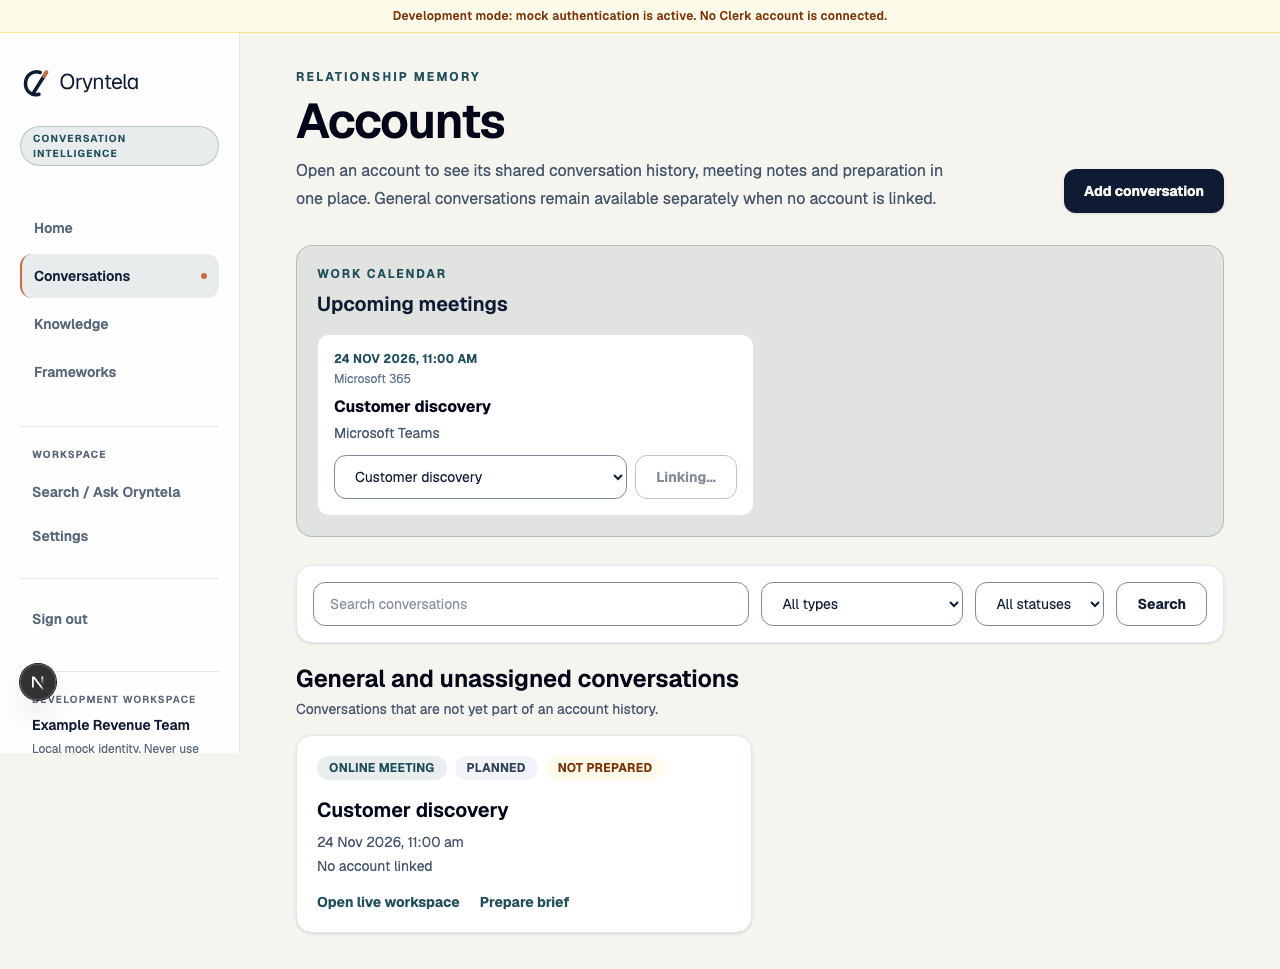 Development mode: mock authentication is active. No Clerk account is connected.
Oryntela
CONVERSATION
INTELLIGENCE
Home
Conversations
Knowledge
Frameworks
WORKSPACE
Search / Ask Oryntela
Settings
Sign out
N
DEVELOPMENT WORKSPACE
Example Revenue Team
Local mock identity. Never use
RELATIONSHIP MEMORY
Accounts
Open an account to see its shared conversation history, meeting notes and preparation in
one place. General conversations remain available separately when no account is linked.
Add conversation
WORK CALENDAR
Upcoming meetings
24 NOV 2026, 11:00 AM
Microsoft 365
Customer discovery
Microsoft Teams
Customer discovery
Linking...
Search conversations
All types
All statuses
Search
General and unassigned conversations
Conversations that are not yet part of an account history.
ONLINE MEETING
PLANNED
NOT PREPARED
Customer discovery
24 Nov 2026, 11:00 am
No account linked
Open live workspace
Prepare brief